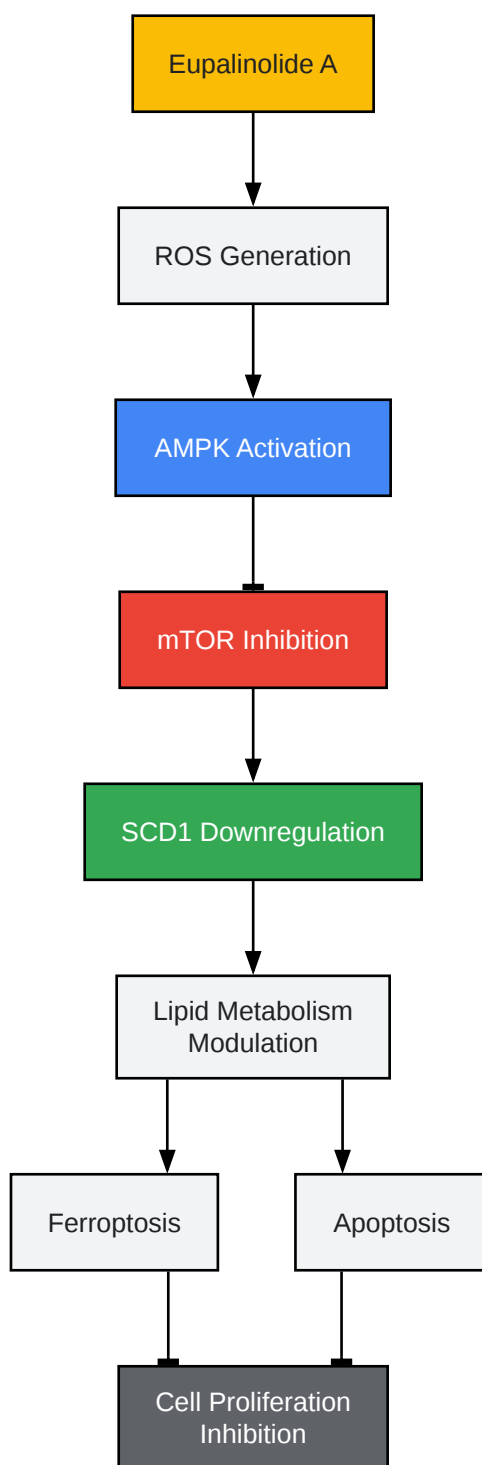 Eupalinolide A
ROS Generation
AMPK Activation
mTOR Inhibition
SCD1 Downregulation
Lipid Metabolism
Modulation
Ferroptosis
Apoptosis
Cell Proliferation
Inhibition